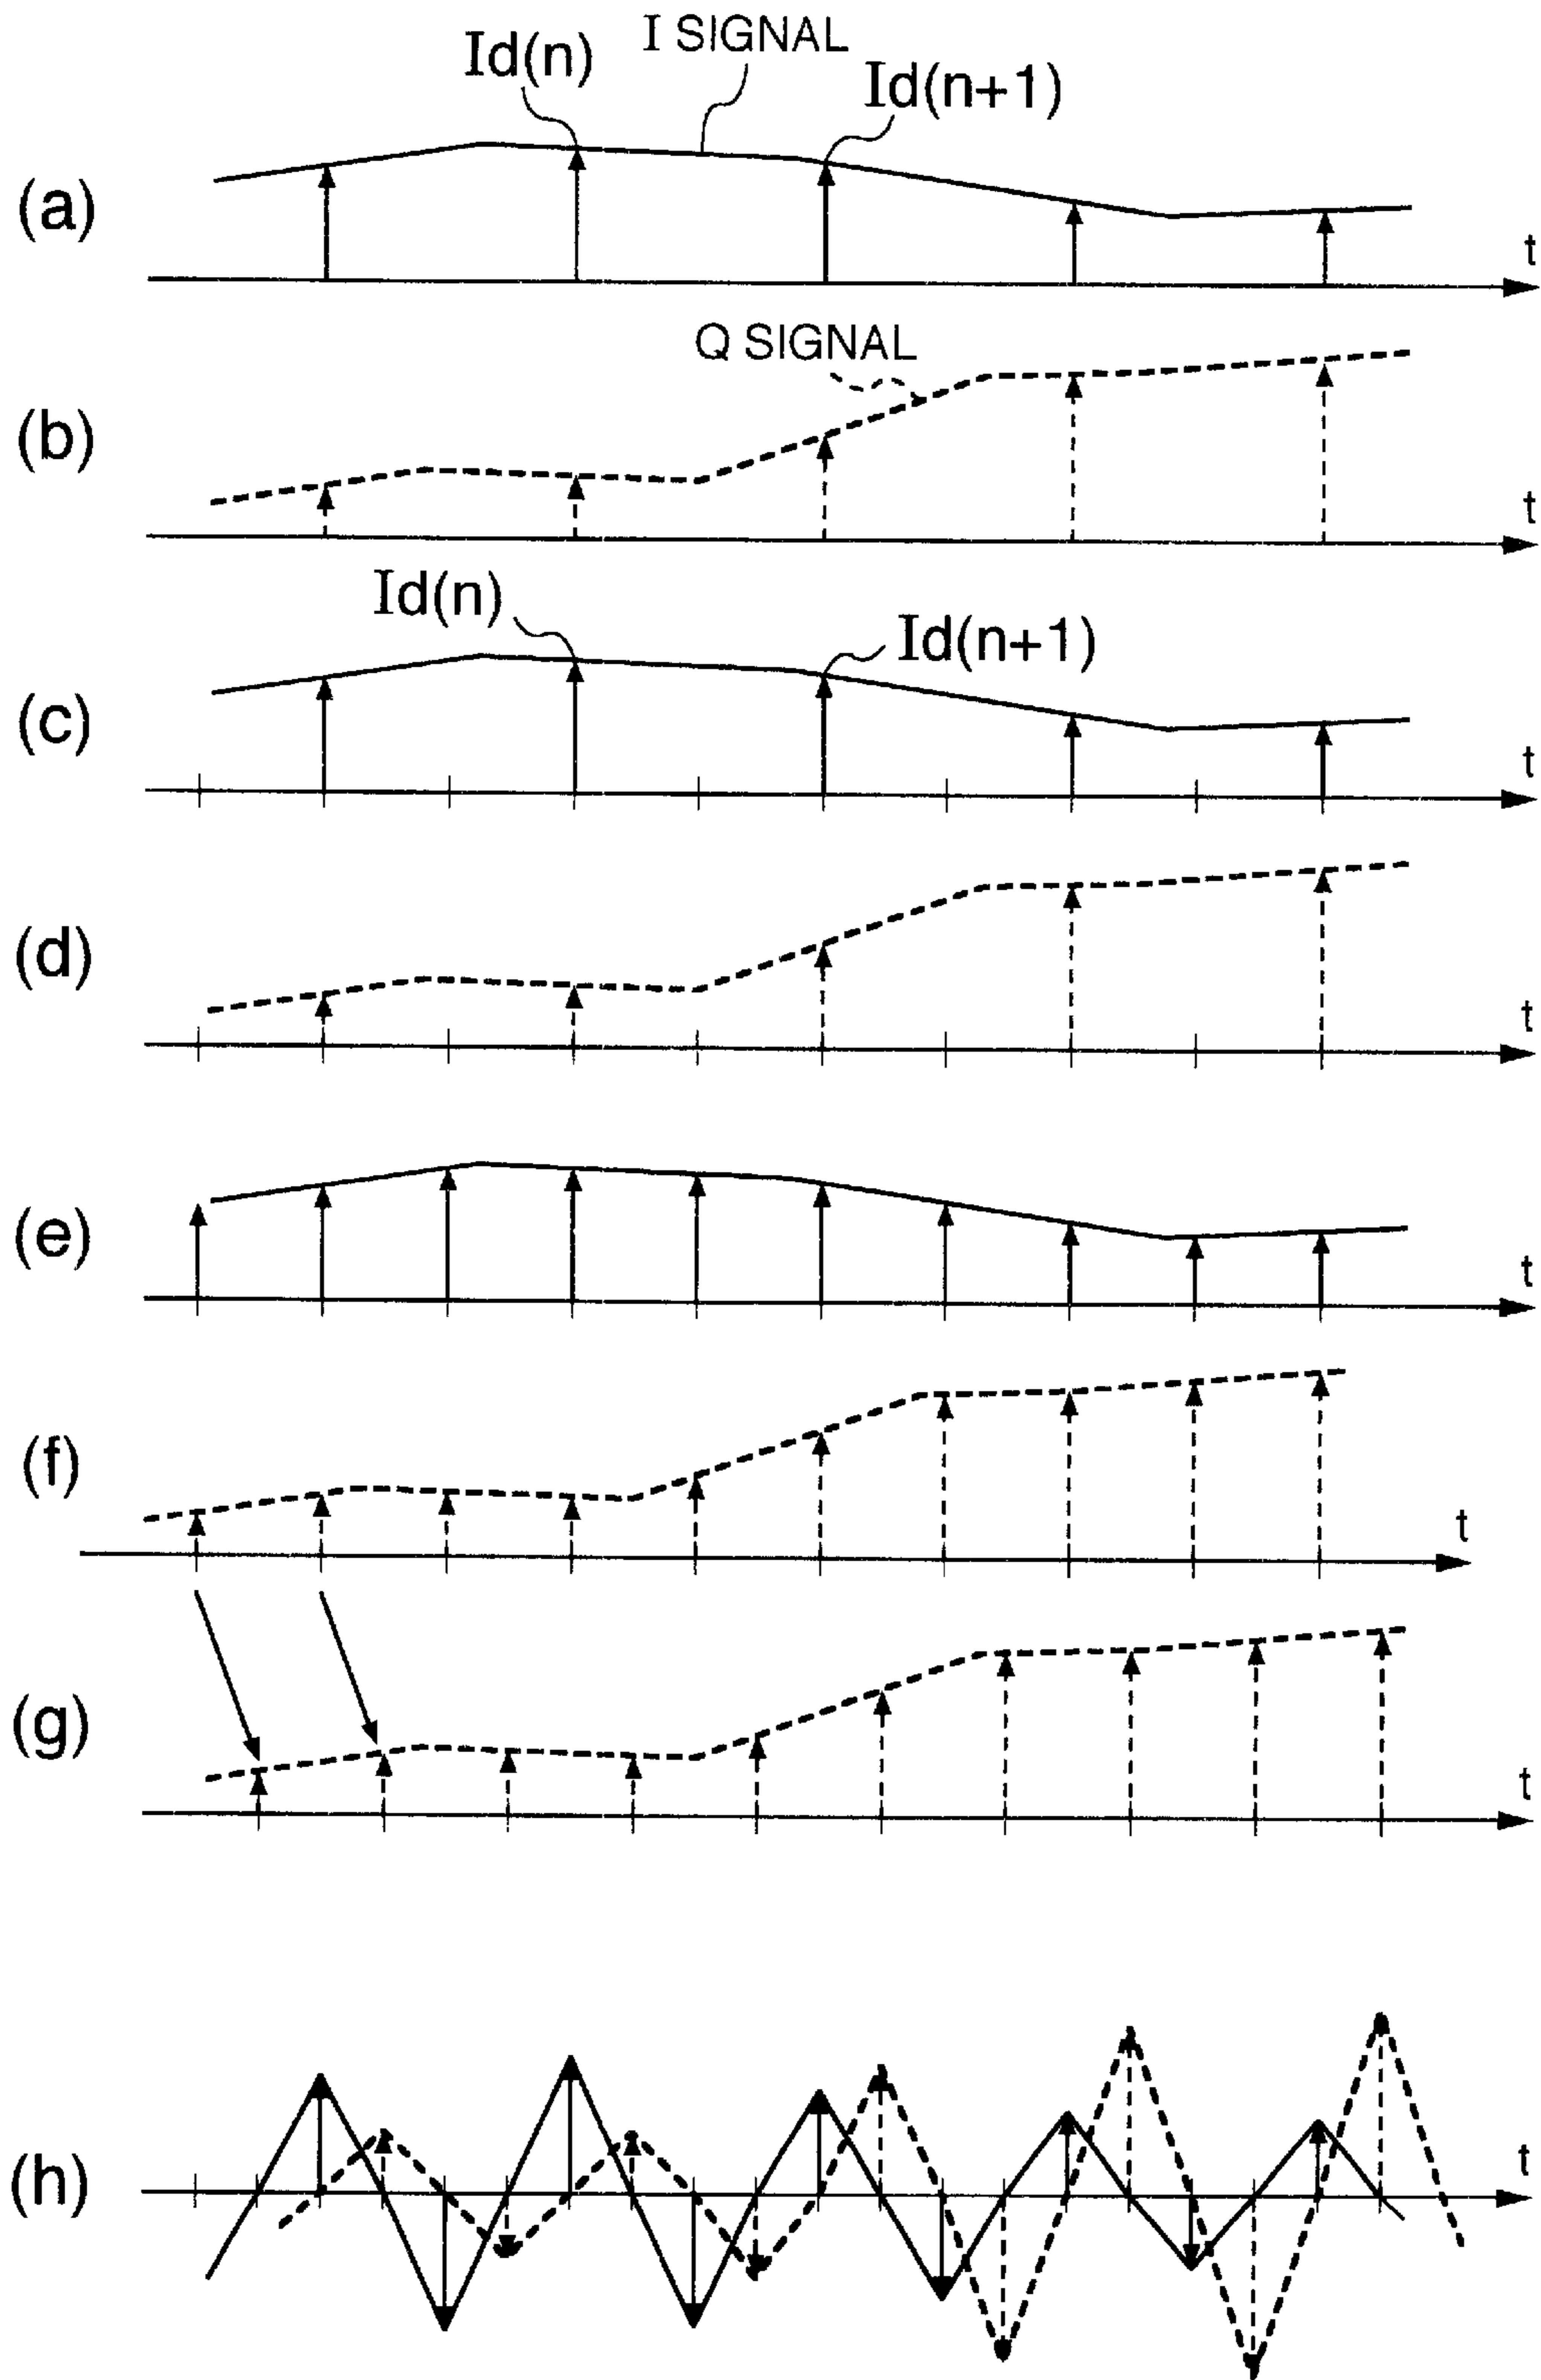 I SIGNAL
Id(n)
Id(n+1)
(a)
t
Q SIGNAL
(b)
t
Id(n)
Id(n+1)
(c)
t
(d)
t
(e)
t
(f)
t
(g)
t
(h)
t